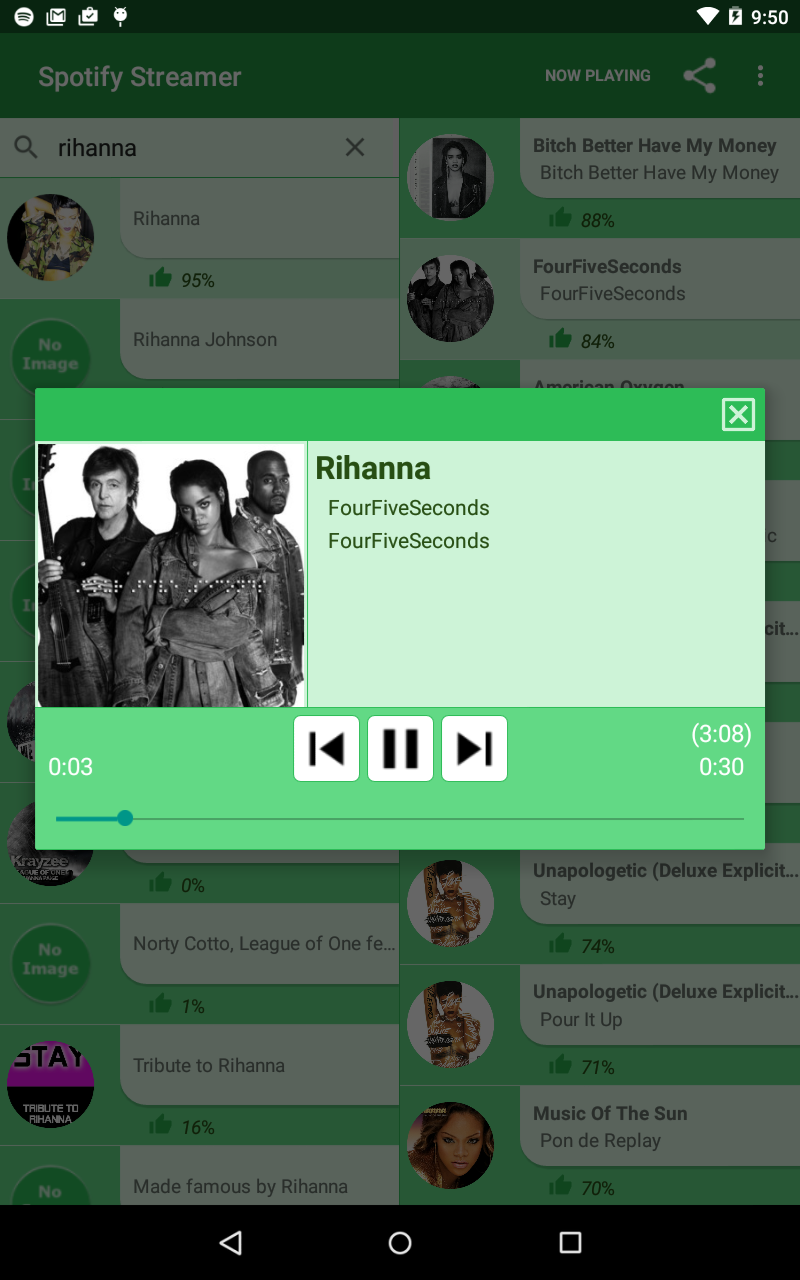 9:50
Spotify Streamer
NOW PLAYING
rihanna
Rihanna
95%
No
Image
Rihanna Johnson
Bitch Better Have My Money
Bitch Better Have My Money
88%
FourFiveSeconds
FourFiveSeconds
84%
American Oxygen
Rihanna
FourFiveSeconds
FourFiveSeconds
0:03
(3:08)
0:30
Krayzee
0%
No
Image
Norty Cotto, League of One fe...
1%
STAY
TRIBUTE TO
RIHANNA
Tribute to Rihanna
16%
No
Made famous by Rihanna
Unapologetic (Deluxe Explicit...
Stay
74%
Unapologetic (Deluxe Explicit...
Pour It Up
71%
Music Of The Sun
Pon de Replay
70%